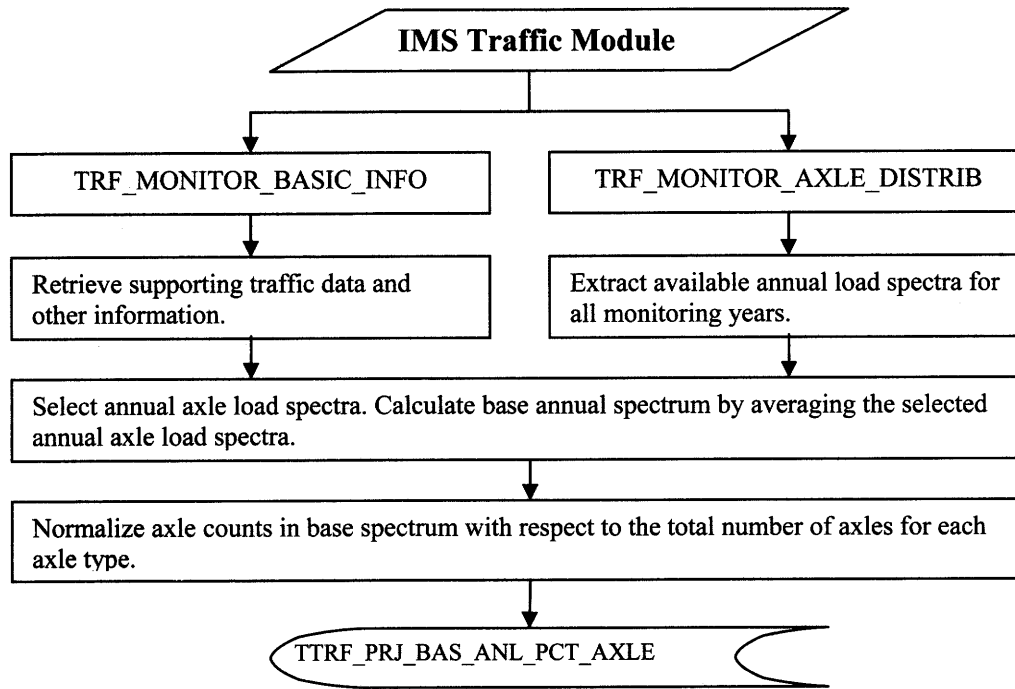 IMS Traffic Module
TRF_MONITOR_BASIC_INFO
TRF_MONITOR_AXLE_DISTRIB
Retrieve supporting traffic data and
other information.
Extract available annual load spectra for
all monitoring years.
Select annual axle load spectra. Calculate base annual spectrum by averaging the selected
annual axle load spectra.
Normalize axle counts in base spectrum with respect to the total number of axles for each
axle type.
TTRF_PRJ_BAS_ANL_PCT_AXLE